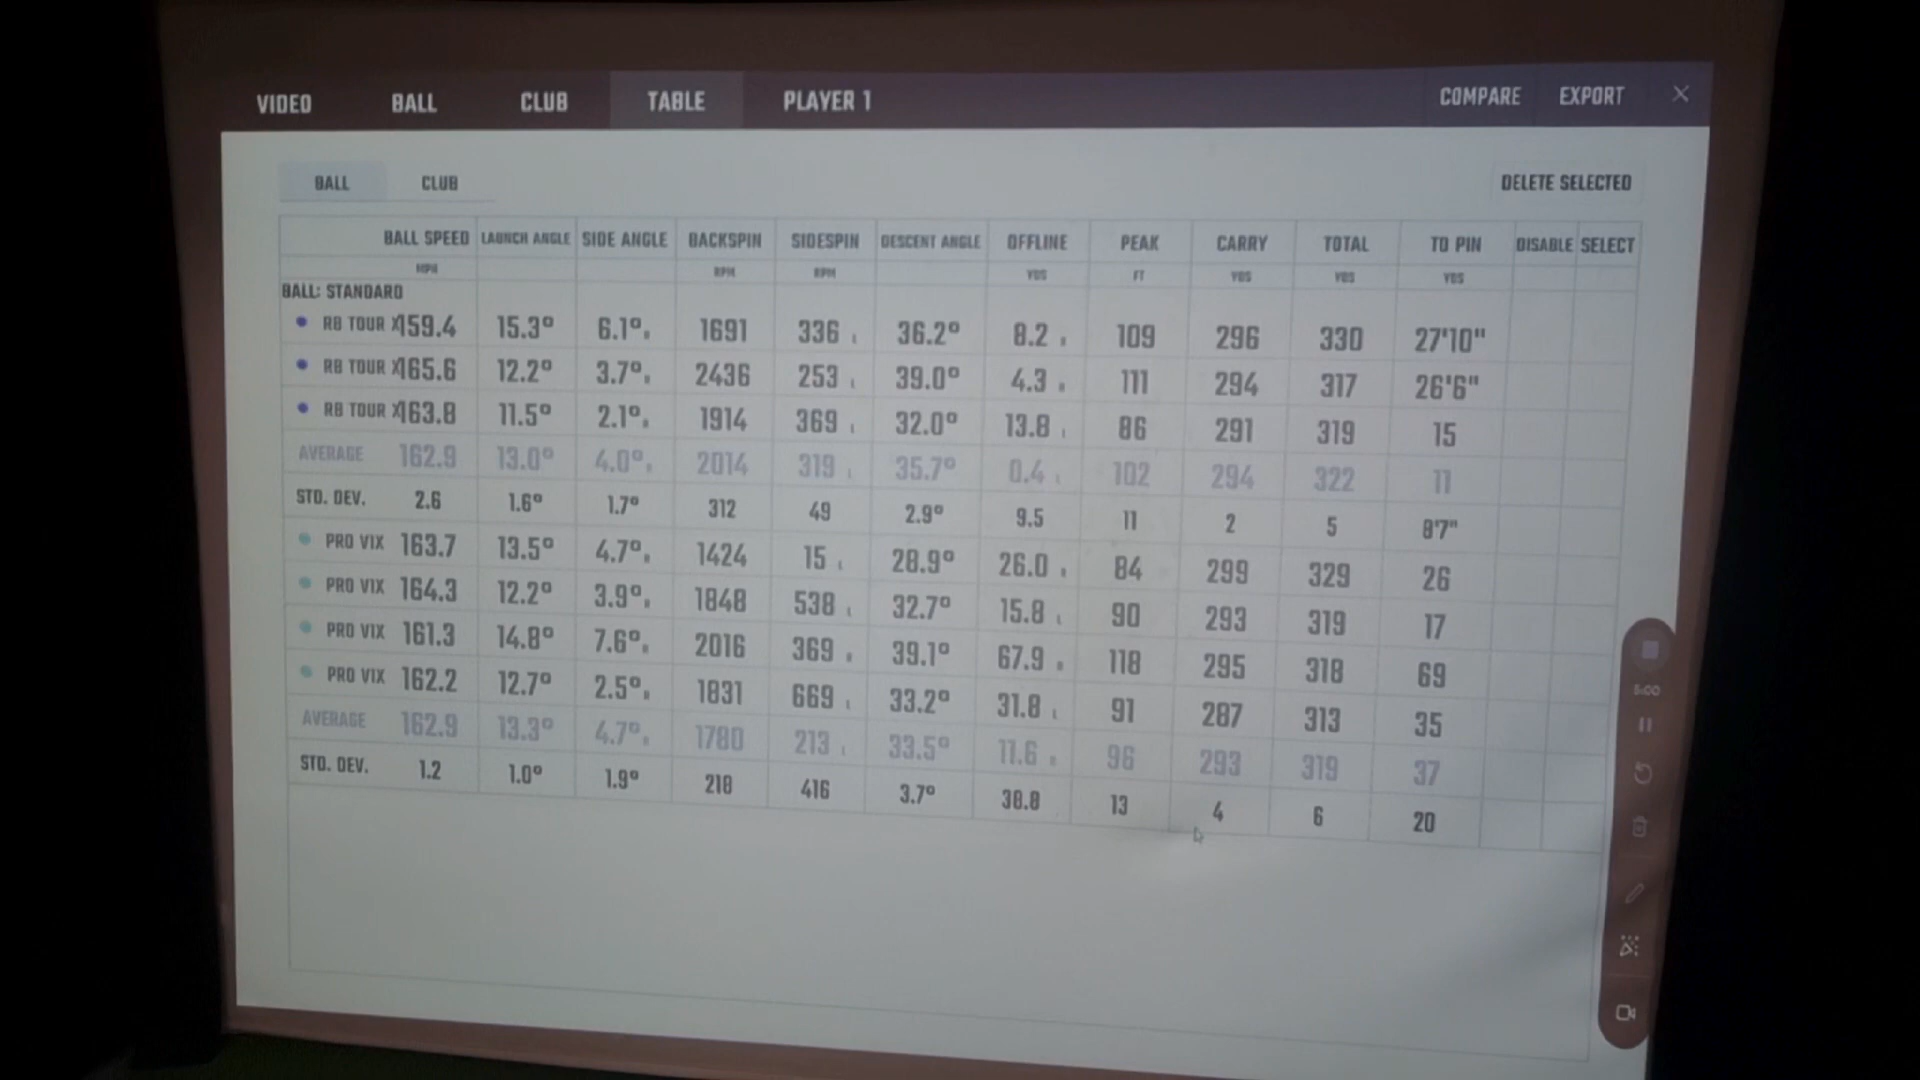 VIDEO BALL CLUB TABLE PLAYER 1 COMPARE EXPORT
BALL CLUB DELETE SELECTED
BALL SPEED LAUNCH ANGLE SIDE ANGLE BACKSPIN SIDESPIN DESCENT ANGLE OFFLINE PEAK CARRY TOTAL TO PIN DISABLE SELECT
MPH RPM RPM YDS FT YDS YDS YDS
BALL: STANDARD
RB TOUR X 159.4 15.3° 6.1° R 1691 336 L 36.2° 8.2 R 109 296 330 27'10"
RB TOUR X 165.6 12.2° 3.7° R 2436 253 L 39.0° 4.3 R 111 294 317 26'6"
RB TOUR X 163.8 11.5° 2.1° R 1914 369 L 32.0° 13.8 L 86 291 319 15
AVERAGE 162.9 13.0° 4.0° R 2014 319 L 35.7° 0.4 L 102 294 322 11
STD. DEV. 2.6 1.6° 1.7° 312 49 2.9° 9.5 11 2 5 8'7"
PRO V1X 163.7 13.5° 4.7° R 1424 15 L 28.9° 26.0 R 84 299 329 26
PRO V1X 164.3 12.2° 3.9° R 1848 538 L 32.7° 15.8 L 90 293 319 17
PRO V1X 161.3 14.8° 7.6° R 2016 369 R 39.1° 67.9 R 118 295 318 69
PRO V1X 162.2 12.7° 2.5° R 1831 669 L 33.2° 31.8 L 91 287 313 35
AVERAGE 162.9 13.3° 4.7° R 1780 213 L 33.5° 11.6 R 96 293 319 37
STD. DEV. 1.2 1.0° 1.9° 218 416 3.7° 38.8 13 4 6 20
5:00